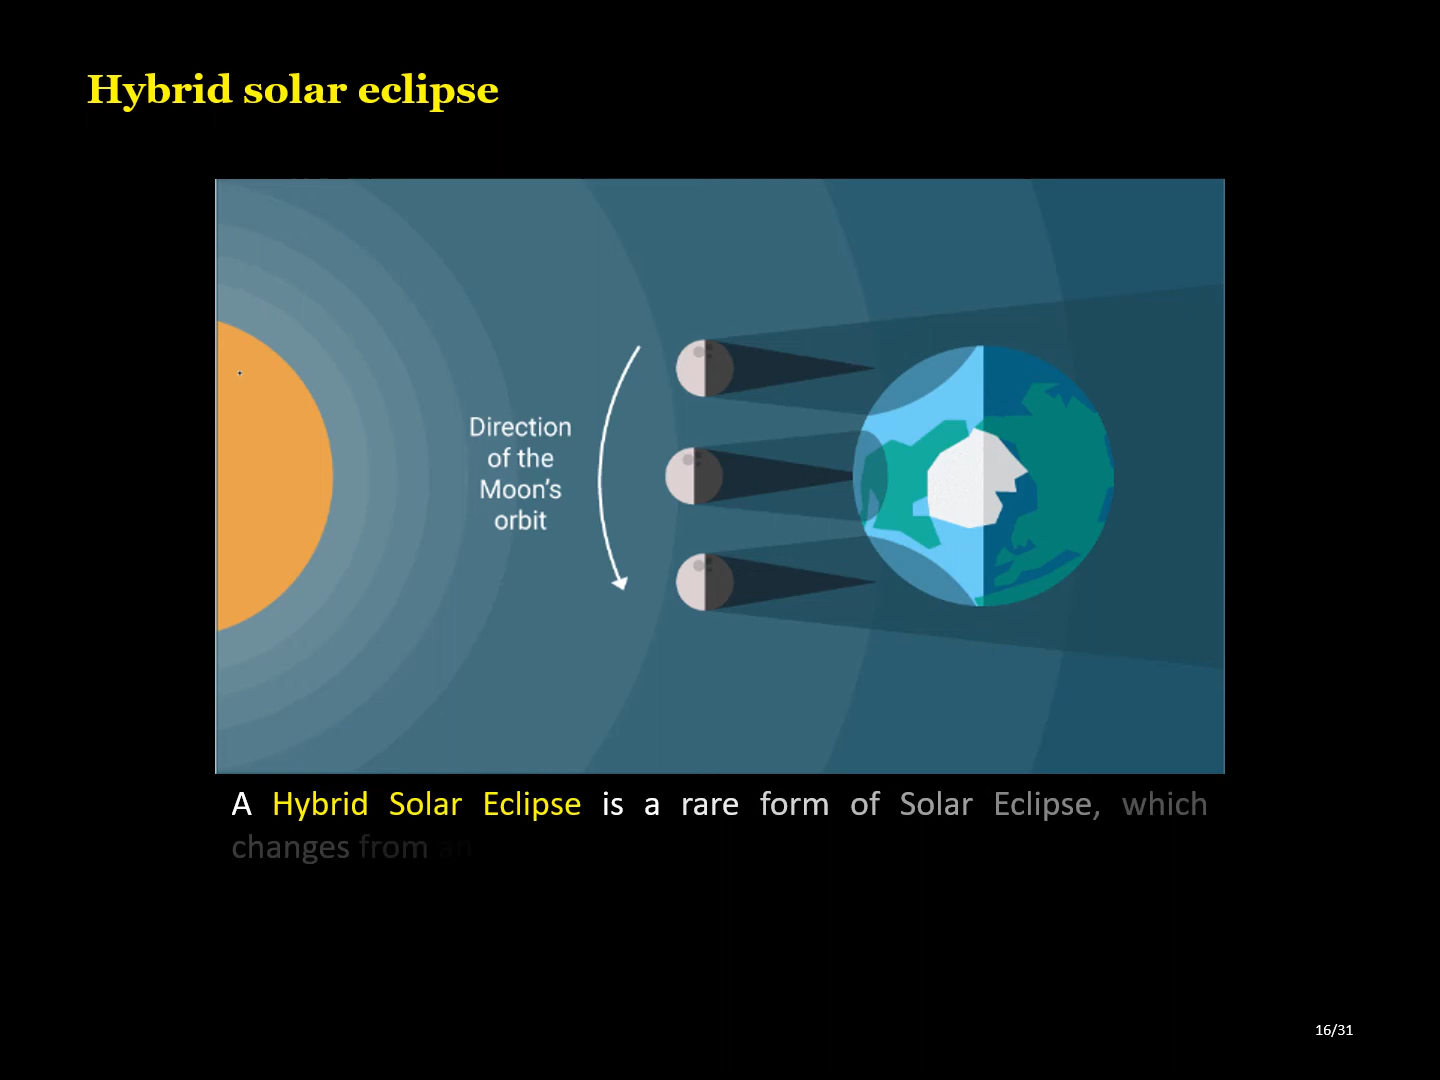 Hybrid solar eclipse
Direction
of the
Moon's
orbit
A Hybrid Solar Eclipse is a rare form of Solar Eclipse, which
changes from an
16/31